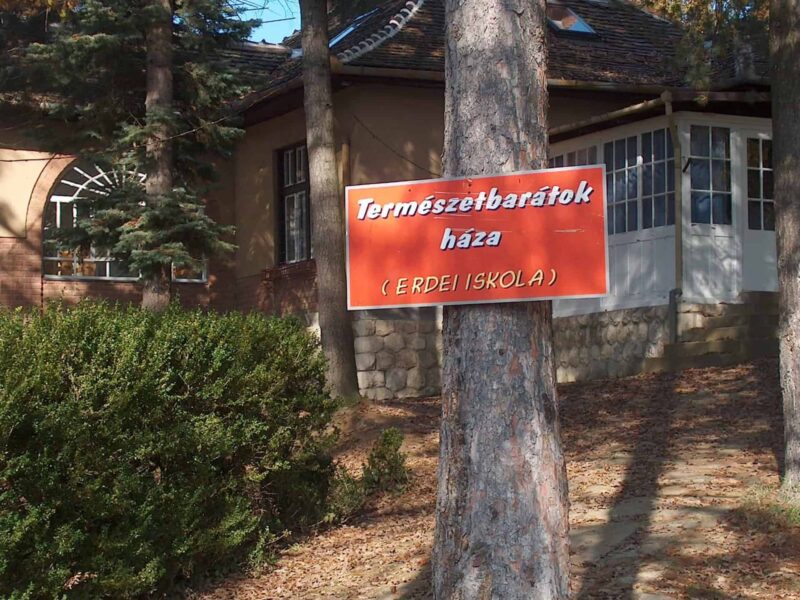 Természetbarátok
háza
(ERDEI ISKOLA)